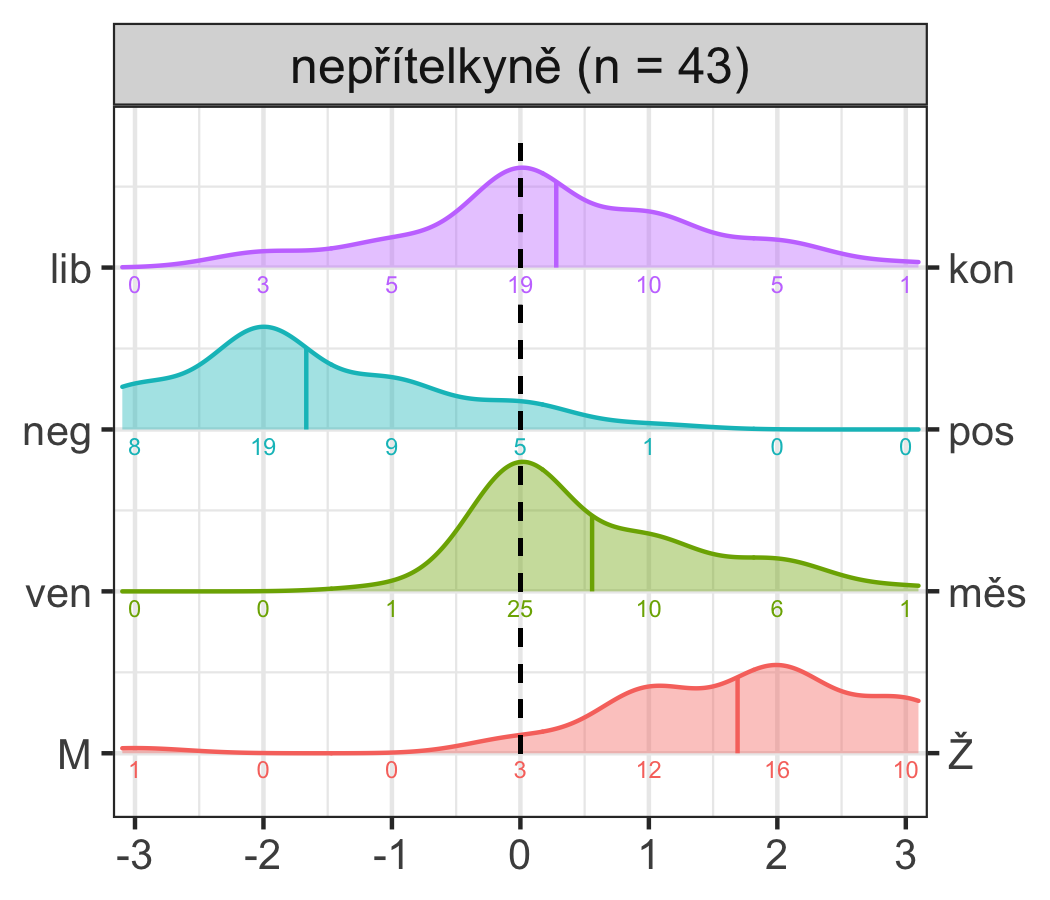 nepřítelkyně (n = 43)
lib kon
0 3 5 19 10 5 1
neg pos
8 19 9 5 1 0 0
ven měs
0 0 1 25 10 6 1
M Ž
1 0 0 3 12 16 10
-3 -2 -1 0 1 2 3